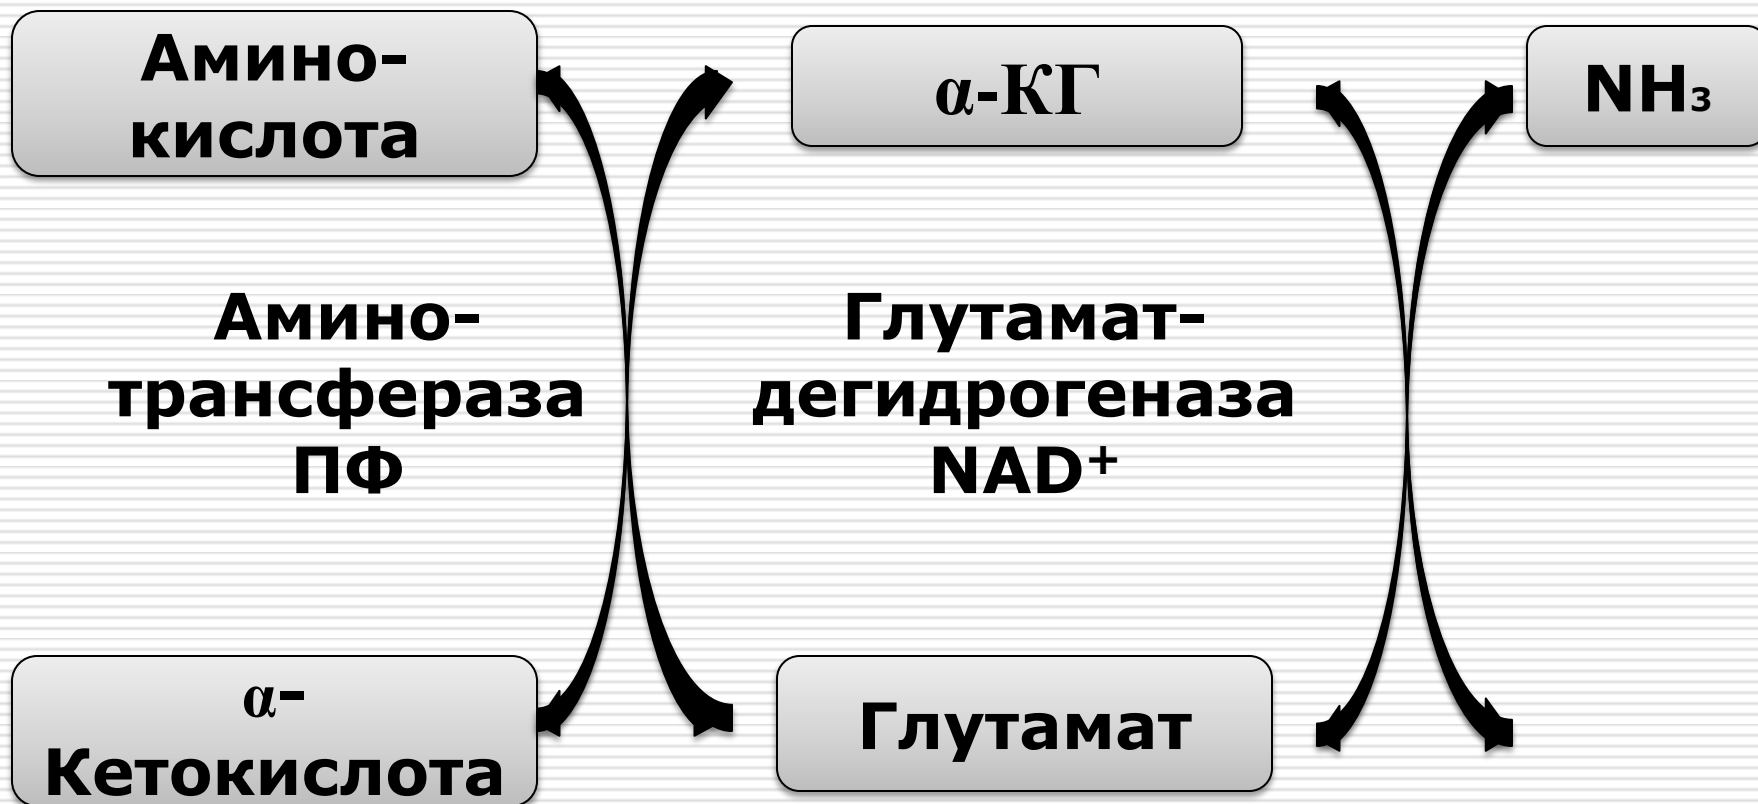 Амино-
кислота
α-КГ
NH₃
Амино-
трансфераза
ПФ
Глутамат-
дегидрогеназа
NAD⁺
α-
Кетокислота
Глутамат